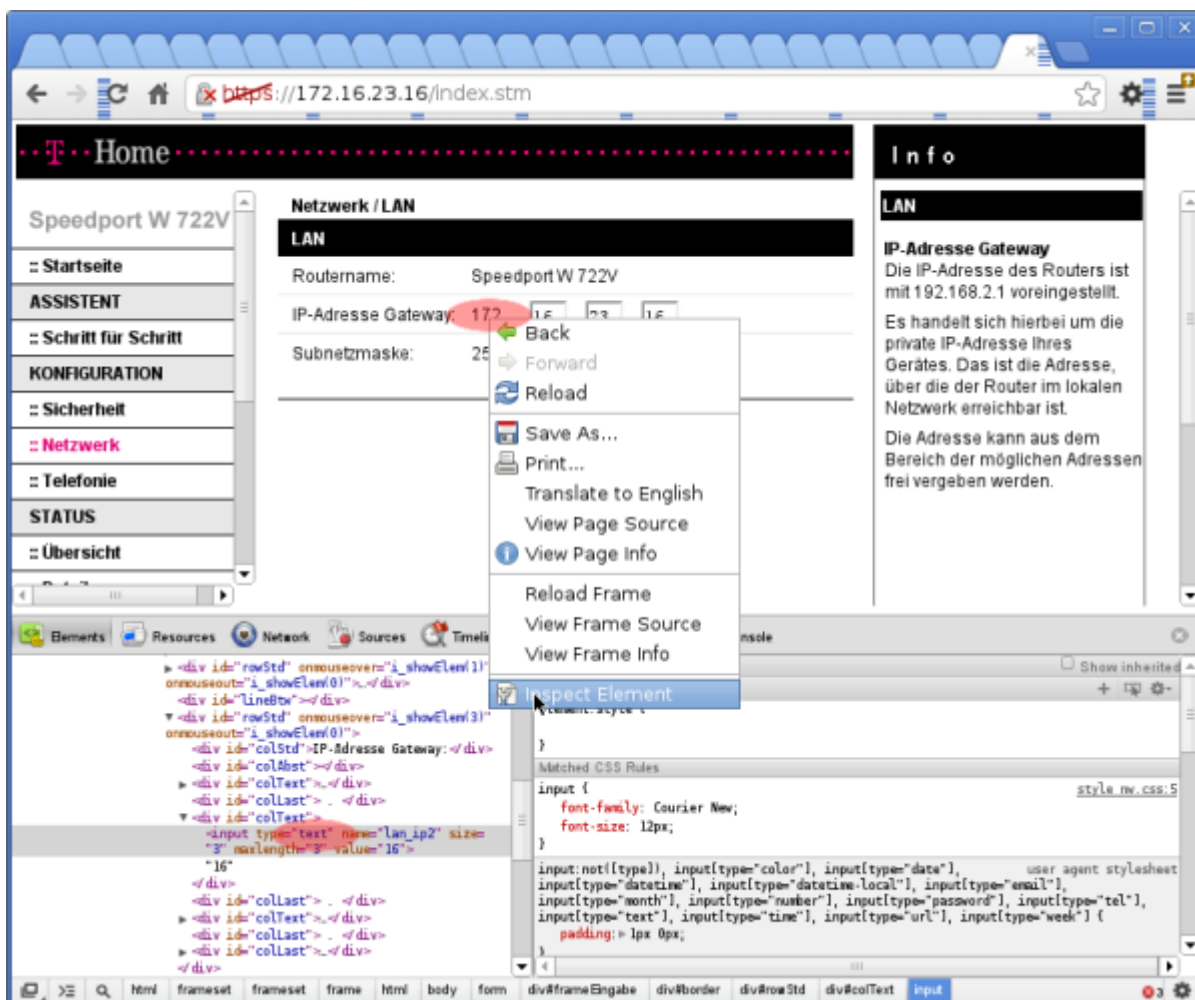 https://172.16.23.16/index.stm
··T··Home
Info
Speedport W 722V
:: Startseite
ASSISTENT
:: Schritt für Schritt
KONFIGURATION
:: Sicherheit
:: Netzwerk
:: Telefonie
STATUS
:: Übersicht
Netzwerk / LAN
LAN
Routername: Speedport W 722V
IP-Adresse Gateway: 172 16 23 16
Subnetzmaske: 25
Back
Forward
Reload
Save As...
Print...
Translate to English
View Page Source
View Page Info
Reload Frame
View Frame Source
View Frame Info
Inspect Element
LAN
IP-Adresse Gateway
Die IP-Adresse des Routers ist
mit 192.168.2.1 voreingestellt.
Es handelt sich hierbei um die
private IP-Adresse Ihres
Gerätes. Das ist die Adresse,
über die der Router im lokalen
Netzwerk erreichbar ist.
Die Adresse kann aus dem
Bereich der möglichen Adressen
frei vergeben werden.
Elements Resources Network Sources Timeli nsole
<div id="rowStd" onmouseover="i_showElem(1)"
onmouseout="i_showElem(0)">…</div>
<div id="lineBtw"></div>
<div id="rowStd" onmouseover="i_showElem(3)"
onmouseout="i_showElem(0)">
<div id="colStd">IP-Adresse Gateway:</div>
<div id="colAbst"></div>
<div id="colText">…</div>
<div id="colLast"> . </div>
<div id="colText">
<input type="text" name="lan_ip2" size=
"3" maxlength="3" value="16">
"16"
</div>
<div id="colLast"> . </div>
<div id="colText">…</div>
<div id="colLast"> . </div>
<div id="colText">…</div>
<div id="colLast">…</div>
</div>
Show inherited
element.style {
}
Matched CSS Rules
input { style_nw.css:5
font-family: Courier New;
font-size: 12px;
}
input:not([type]), input[type="color"], input[type="date"], user agent stylesheet
input[type="datetime"], input[type="datetime-local"], input[type="email"],
input[type="month"], input[type="number"], input[type="password"], input[type="tel"],
input[type="text"], input[type="time"], input[type="url"], input[type="week"] {
padding: 1px 0px;
}
html frameset frameset frame html body form div#frameEingabe div#border div#rowStd div#colText input 3